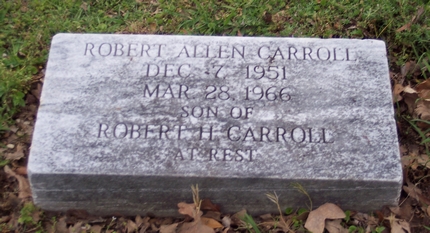 ROBERT ALLEN CARROLL
DEC. 7, 1951
MAR. 28, 1966
SON OF
ROBERT H. CARROLL
AT REST